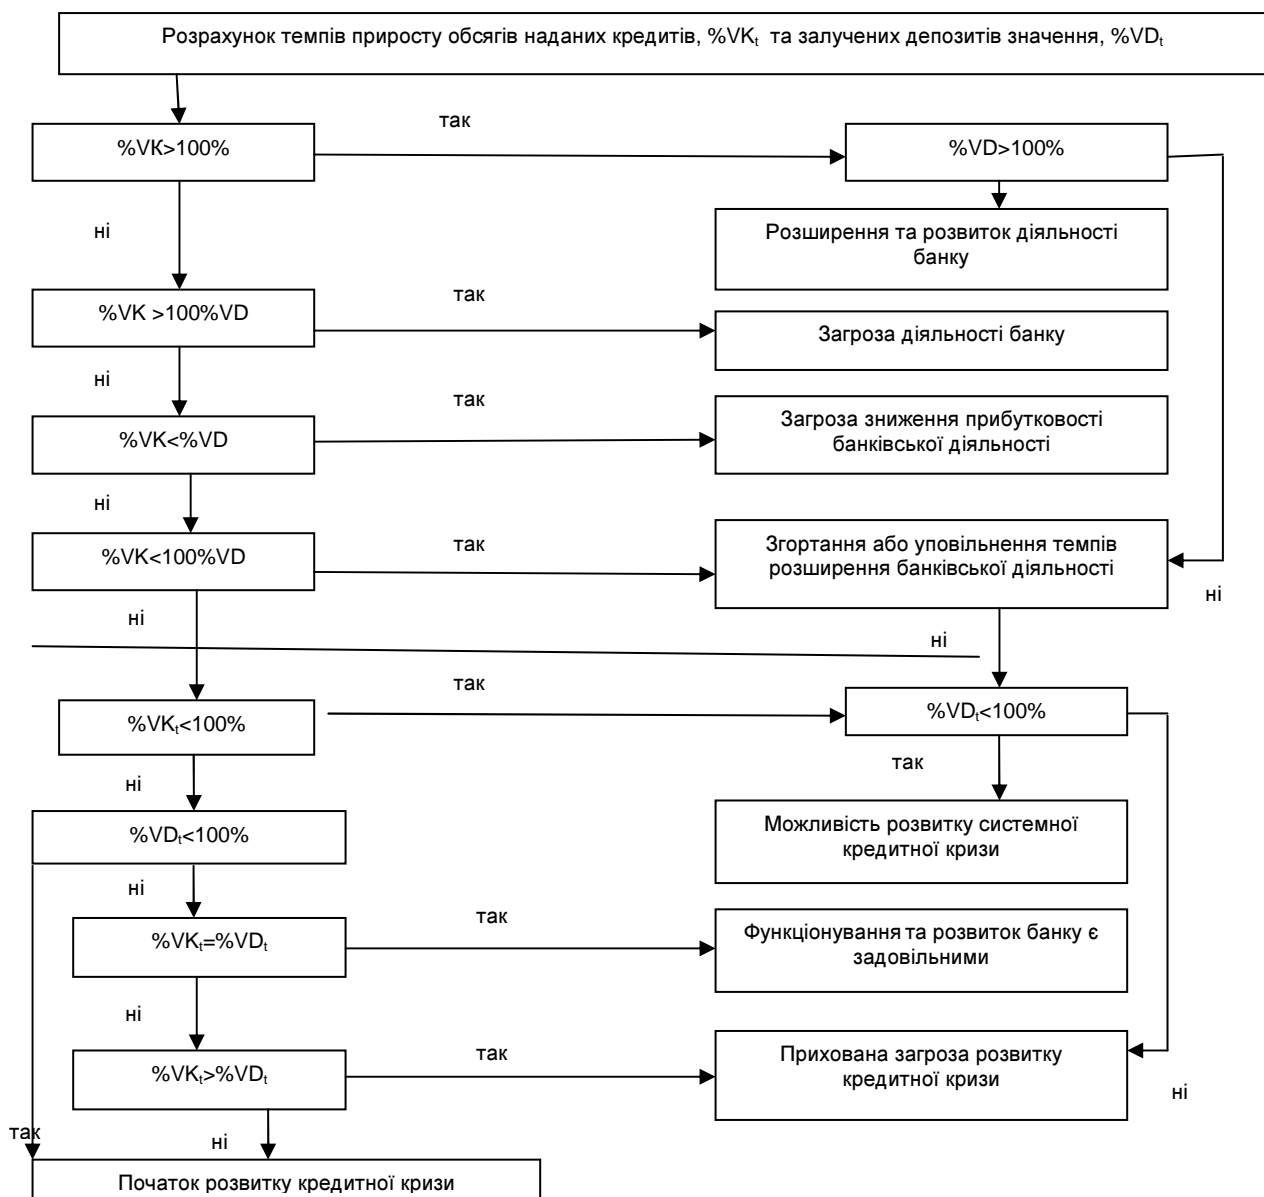 Розрахунок темпів приросту обсягів наданих кредитів, %VKt та залучених депозитів значення, %VDt
так
%VК>100%
%VD>100%
ні
Розширення та розвиток діяльності
банку
%VK >100%VD
так
Загроза діяльності банку
ні
%VK<%VD
так
Загроза зниження прибутковості
банківської діяльності
ні
%VK<100%VD
так
Згортання або уповільнення темпів
розширення банківської діяльності
ні
ні
ні
%VKt<100%
так
%VDt<100%
ні
так
%VDt<100%
Можливість розвитку системної
кредитної кризи
ні
%VKt=%VDt
так
Функціонування та розвиток банку є
задовільними
ні
%VKt>%VDt
так
Прихована загроза розвитку
кредитної кризи
ні
так
ні
Початок розвитку кредитної кризи